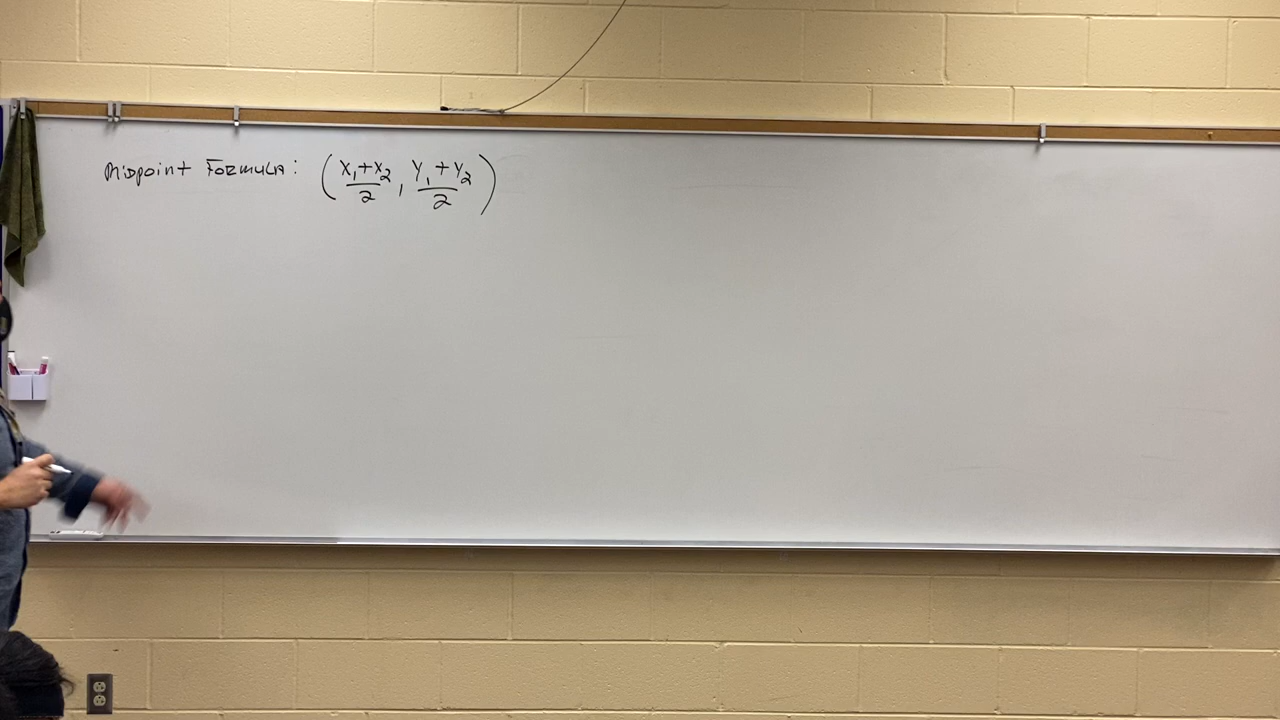 Midpoint Formula: ( (x₁+x₂)/2 , (y₁+y₂)/2 )